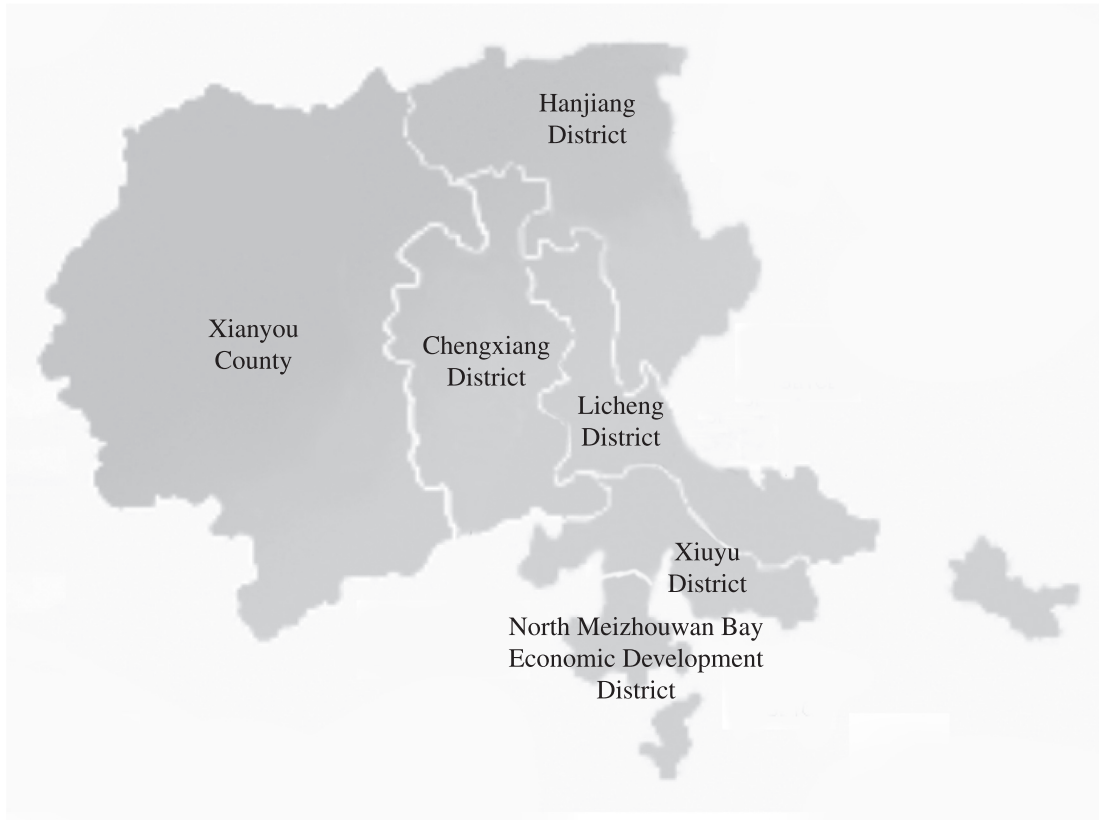 Hanjiang
District
Xianyou
County
Chengxiang
District
Licheng
District
Xiuyu
District
North Meizhouwan Bay
Economic Development
District